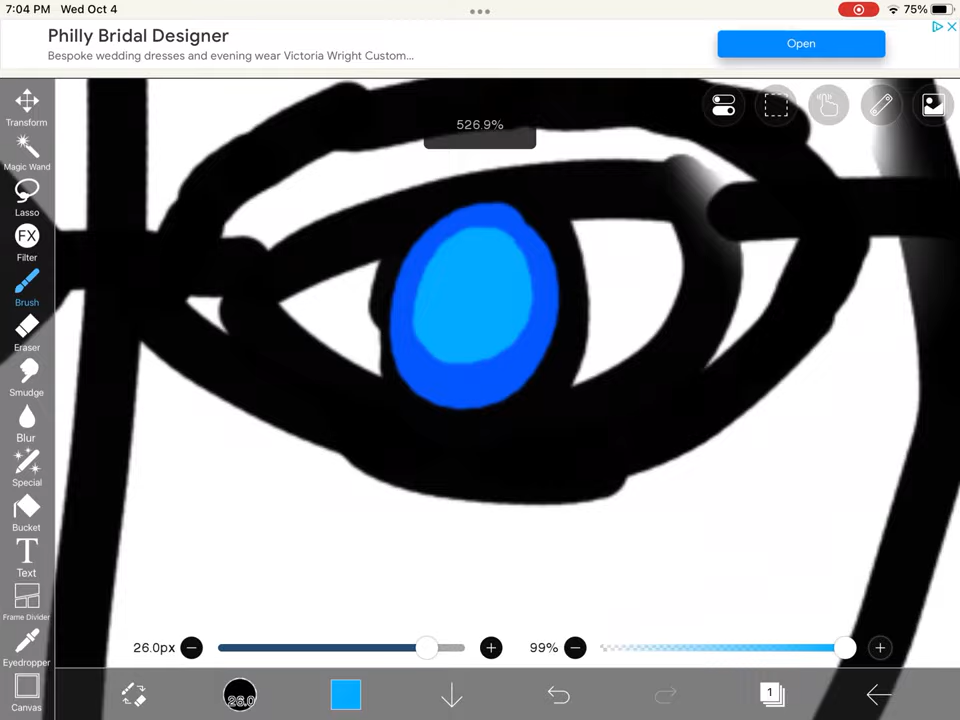 7:04 PM Wed Oct 4
75%
Philly Bridal Designer
Bespoke wedding dresses and evening wear Victoria Wright Custom...
Open
526.9%
Transform
Magic Wand
Lasso
FX
Filter
Brush
Eraser
Smudge
Blur
Special
Bucket
T
Text
Frame Divider
Eyedropper
Canvas
26.0px
99%
26.0
1